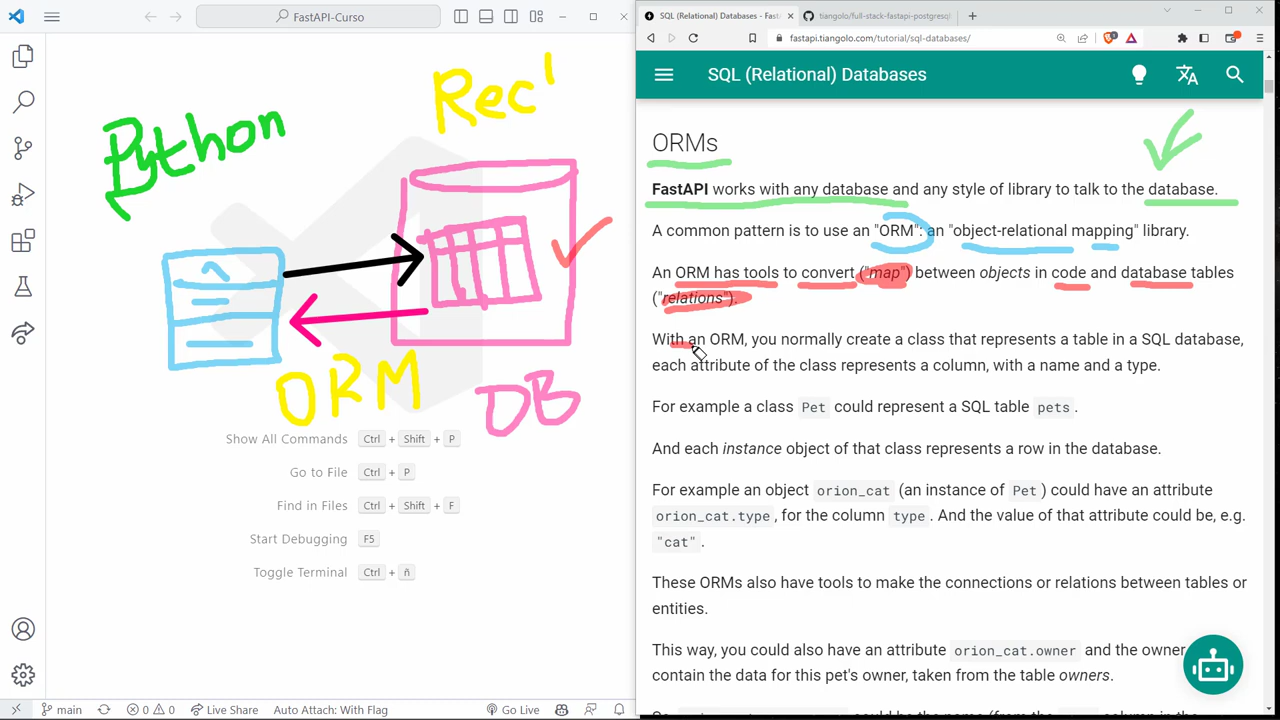 FastAPI-Curso
Python
Rec'
ORM
DB
Show All Commands Ctrl + Shift + P
Go to File Ctrl + P
Find in Files Ctrl + Shift + F
Start Debugging F5
Toggle Terminal Ctrl + ñ
main 0 0 Live Share Auto Attach: With Flag Go Live
SQL (Relational) Databases - Fast
tiangolo/full-stack-fastapi-postgresql
fastapi.tiangolo.com/tutorial/sql-databases/
SQL (Relational) Databases
ORMs
FastAPI works with any database and any style of library to talk to the database.
A common pattern is to use an "ORM": an "object-relational mapping" library.
An ORM has tools to convert ("map") between objects in code and database tables
("relations").
With an ORM, you normally create a class that represents a table in a SQL database,
each attribute of the class represents a column, with a name and a type.
For example a class Pet could represent a SQL table pets.
And each instance object of that class represents a row in the database.
For example an object orion_cat (an instance of Pet) could have an attribute
orion_cat.type, for the column type. And the value of that attribute could be, e.g.
"cat".
These ORMs also have tools to make the connections or relations between tables or
entities.
This way, you could also have an attribute orion_cat.owner and the owner
contain the data for this pet's owner, taken from the table owners.